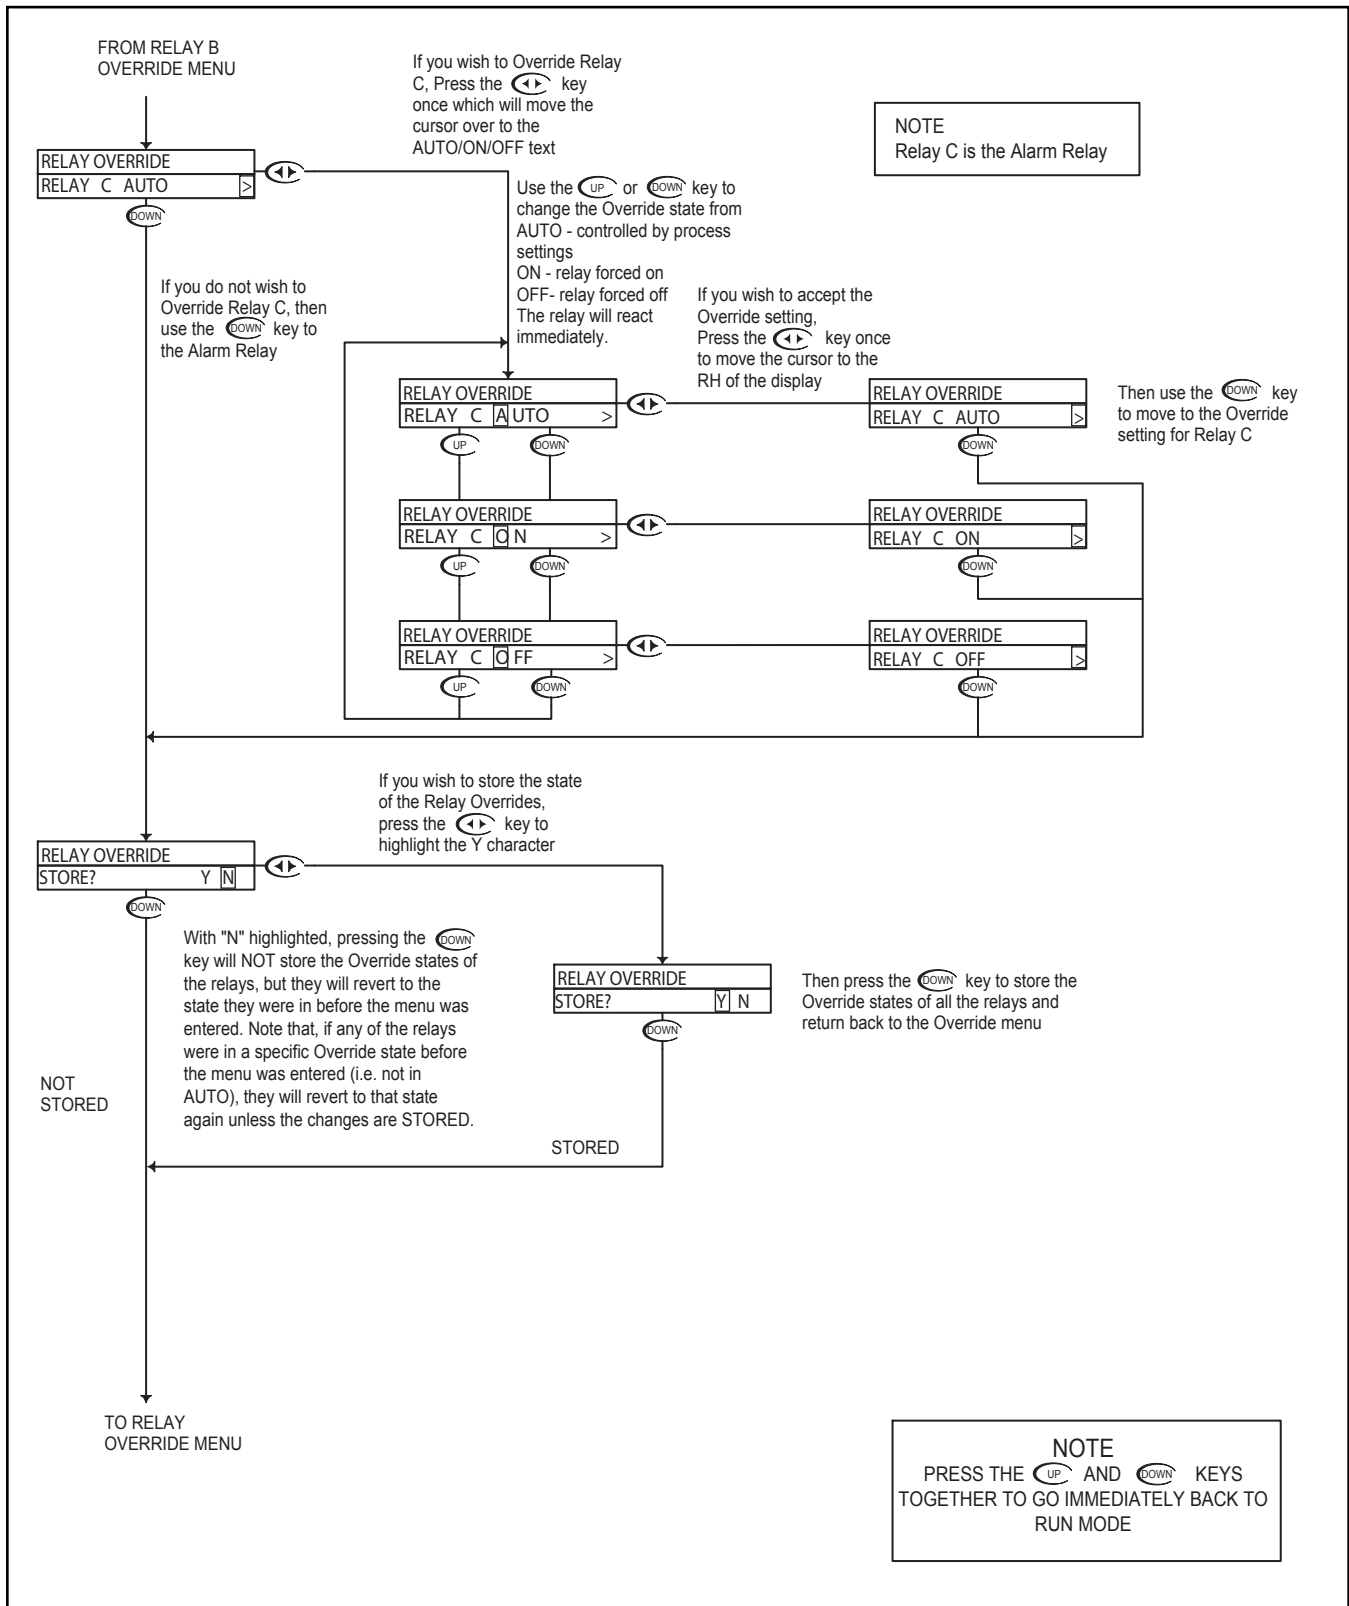 FROM RELAY B
OVERRIDE MENU
If you wish to Override Relay
C, Press the key
once which will move the
cursor over to the
AUTO/ON/OFF text
NOTE
Relay C is the Alarm Relay
RELAY OVERRIDE
RELAY C AUTO >
DOWN
Use the UP or DOWN key to
change the Override state from
AUTO - controlled by process
settings
ON - relay forced on
OFF- relay forced off
The relay will react
immediately.
If you do not wish to
Override Relay C, then
use the DOWN key to
the Alarm Relay
If you wish to accept the
Override setting,
Press the key once
to move the cursor to the
RH of the display
RELAY OVERRIDE
RELAY C AUTO >
UP DOWN
RELAY OVERRIDE
RELAY C AUTO >
DOWN
Then use the DOWN key
to move to the Override
setting for Relay C
RELAY OVERRIDE
RELAY C ON >
UP DOWN
RELAY OVERRIDE
RELAY C ON >
DOWN
RELAY OVERRIDE
RELAY C OFF >
UP DOWN
RELAY OVERRIDE
RELAY C OFF >
DOWN
If you wish to store the state
of the Relay Overrides,
press the key to
highlight the Y character
RELAY OVERRIDE
STORE? Y N
DOWN
With "N" highlighted, pressing the DOWN
key will NOT store the Override states of
the relays, but they will revert to the
state they were in before the menu was
entered. Note that, if any of the relays
were in a specific Override state before
the menu was entered (i.e. not in
AUTO), they will revert to that state
again unless the changes are STORED.
RELAY OVERRIDE
STORE? Y N
DOWN
Then press the DOWN key to store the
Override states of all the relays and
return back to the Override menu
NOT
STORED
STORED
TO RELAY
OVERRIDE MENU
NOTE
PRESS THE UP AND DOWN KEYS
TOGETHER TO GO IMMEDIATELY BACK TO
RUN MODE